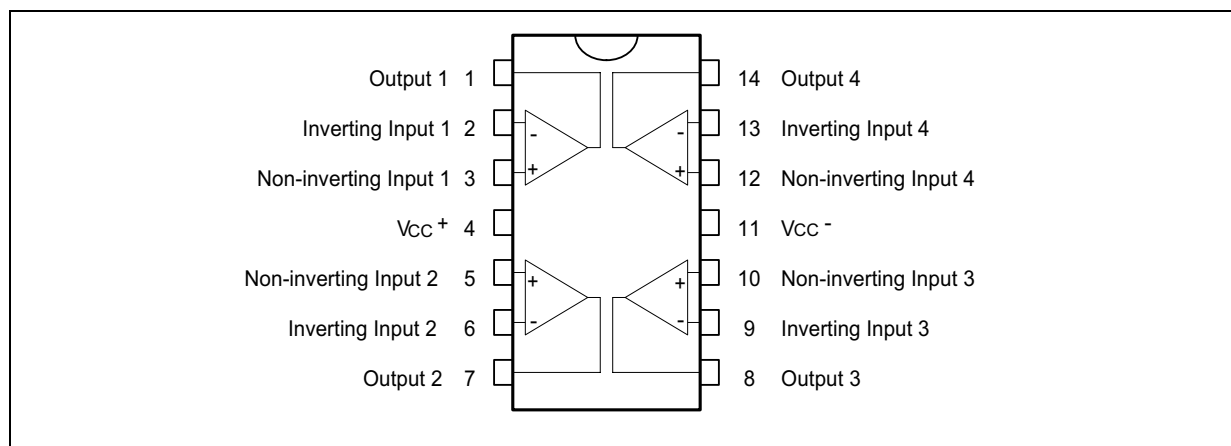 Output 1 1 14 Output 4
- -
Inverting Input 1 2 13 Inverting Input 4
+ +
Non-inverting Input 1 3 12 Non-inverting Input 4
VCC + 4 11 VCC -
Non-inverting Input 2 5 10 Non-inverting Input 3
+ +
Inverting Input 2 6 9 Inverting Input 3
- -
Output 2 7 8 Output 3